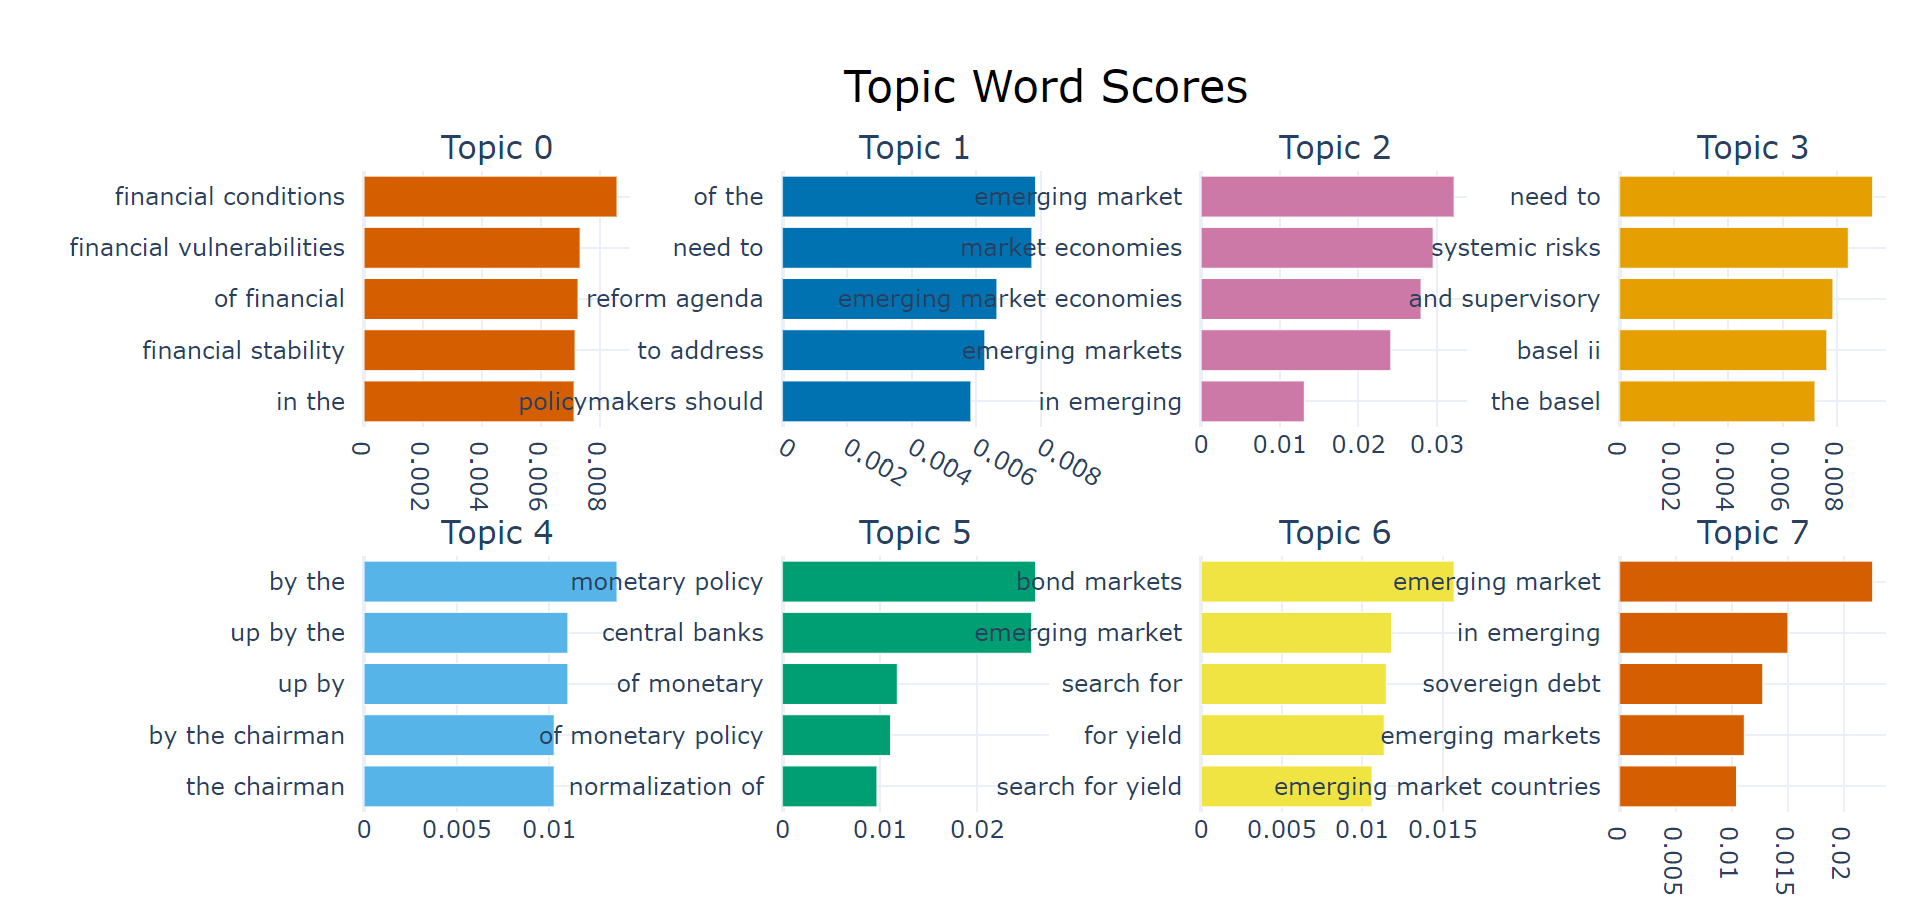 Topic Word Scores
Topic 0
financial conditions
financial vulnerabilities
of financial
financial stability
in the
0
0.002
0.004
0.006
0.008
Topic 1
of the
need to
reform agenda
to address
policymakers should
0
0.002
0.004
0.006
0.008
Topic 2
emerging market
market economies
emerging market economies
emerging markets
in emerging
0
0.01
0.02
0.03
Topic 3
need to
systemic risks
and supervisory
basel ii
the basel
0
0.002
0.004
0.006
0.008
Topic 4
by the
up by the
up by
by the chairman
the chairman
0
0.005
0.01
Topic 5
monetary policy
central banks
of monetary
of monetary policy
normalization of
0
0.01
0.02
Topic 6
bond markets
emerging market
search for
for yield
search for yield
0
0.005
0.01
0.015
Topic 7
emerging market
in emerging
sovereign debt
emerging markets
emerging market countries
0
0.005
0.01
0.015
0.02